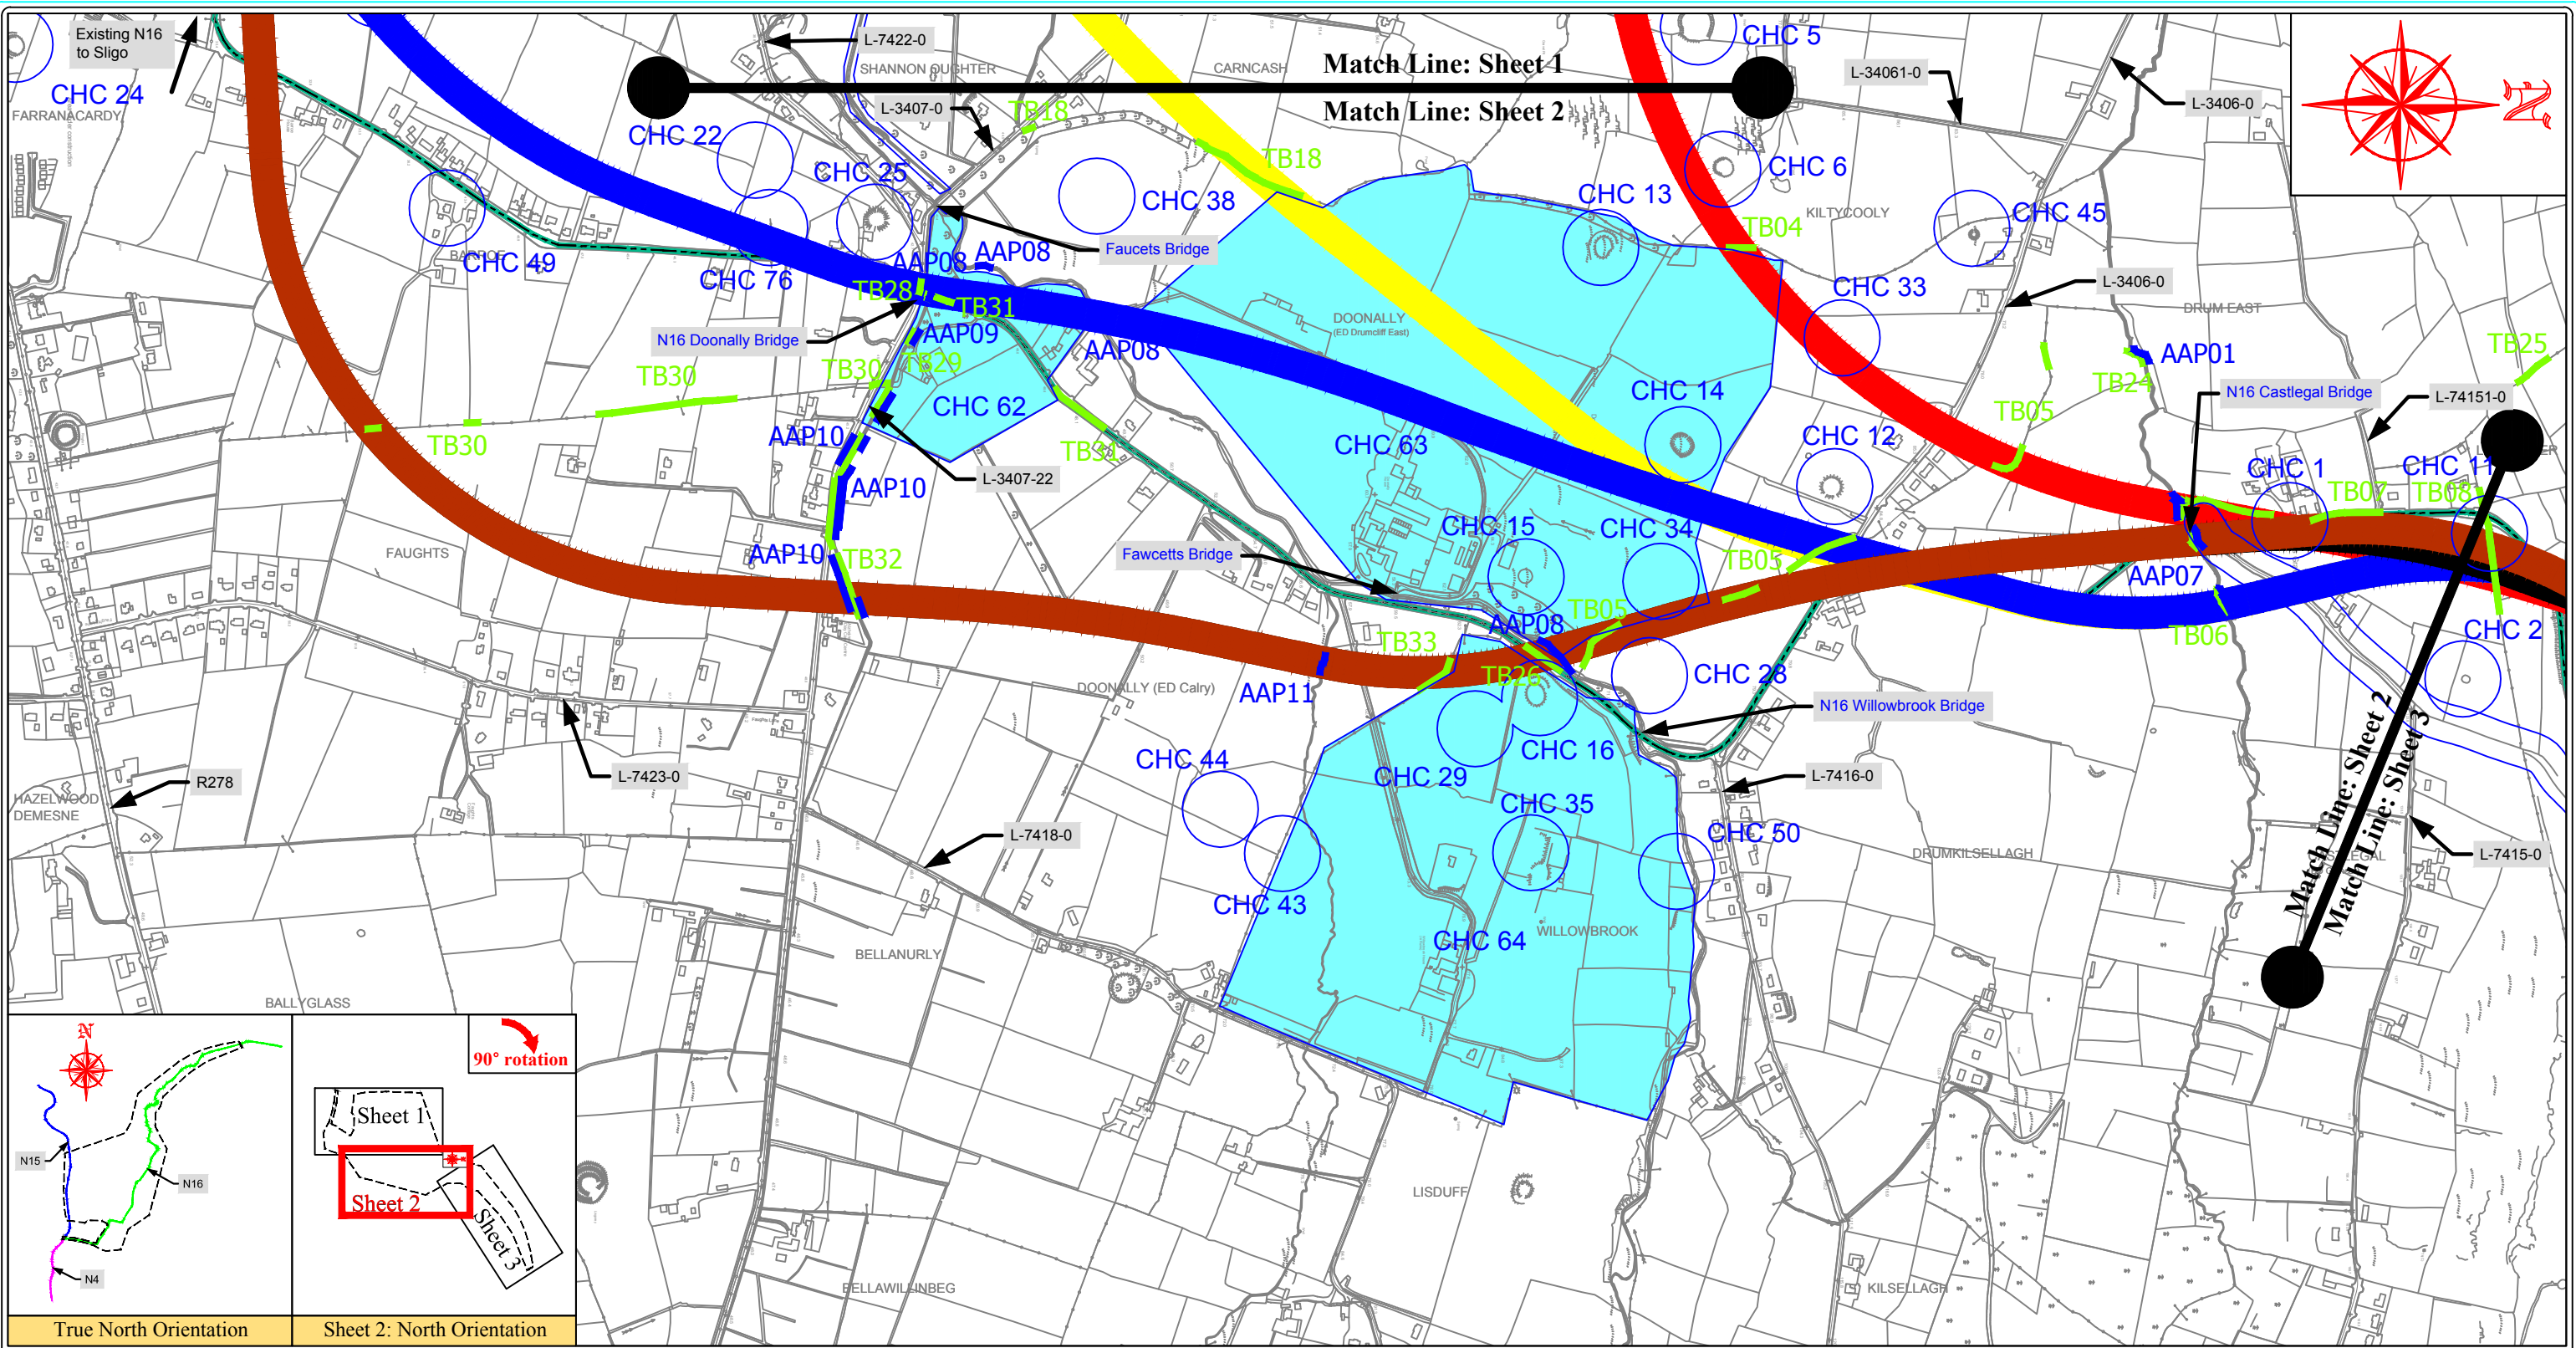 Existing N16
to Sligo
CHC 24
FARRANACARDY
L-7422-0
SHANNON OUGHTER
L-3407-0
TB18
CARNCASH
Match Line: Sheet 1
Match Line: Sheet 2
CHC 5
L-34061-0
L-3406-0
N
CHC 22
CHC 25
CHC 38
TB18
CHC 13
CHC 6
KILTYCOOLY
CHC 45
TB04
Faucets Bridge
BARROE
CHC 49
CHC 76
AAP08
AAP08
TB28
TB31
CHC 33
L-3406-0
DRUM EAST
DOONALLY
(ED Drumcliff East)
N16 Doonally Bridge
AAP09
AAP08
TB29
TB30
TB30
AAP01
TB24
TB25
N16 Castlegal Bridge
L-74151-0
CHC 62
CHC 14
TB05
TB30
AAP10
TB31
CHC 63
CHC 12
CHC 1
CHC 11
L-3407-22
AAP10
TB07
TB08
CHC 15
CHC 34
FAUGHTS
AAP10
TB32
Fawcetts Bridge
TB05
AAP07
TB05
AAP08
TB33
TB26
TB06
CHC 2
DOONALLY (ED Calry)
AAP11
CHC 28
N16 Willowbrook Bridge
CHC 16
L-7423-0
R278
HAZELWOOD
DEMESNE
CHC 44
CHC 29
L-7416-0
CHC 35
CHC 50
L-7418-0
DRUMKILSELLAGH
L-7415-0
Match Line: Sheet 2
Match Line: Sheet 3
CHC 43
CHC 64
WILLOWBROOK
BELLANURLY
BALLYGLASS
LISDUFF
BELLAWILLINBEG
KILSELLAGH
N
N15
N16
N4
True North Orientation
90° rotation
Sheet 1
Sheet 2
Sheet 3
Sheet 2: North Orientation